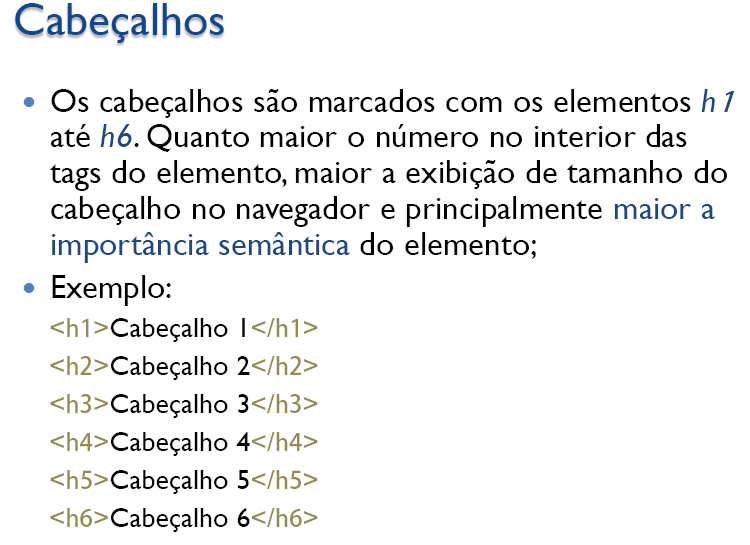 Cabeçalhos
• Os cabeçalhos são marcados com os elementos h1
até h6. Quanto maior o número no interior das
tags do elemento, maior a exibição de tamanho do
cabeçalho no navegador e principalmente maior a
importância semântica do elemento;
• Exemplo:
<h1>Cabeçalho 1</h1>
<h2>Cabeçalho 2</h2>
<h3>Cabeçalho 3</h3>
<h4>Cabeçalho 4</h4>
<h5>Cabeçalho 5</h5>
<h6>Cabeçalho 6</h6>